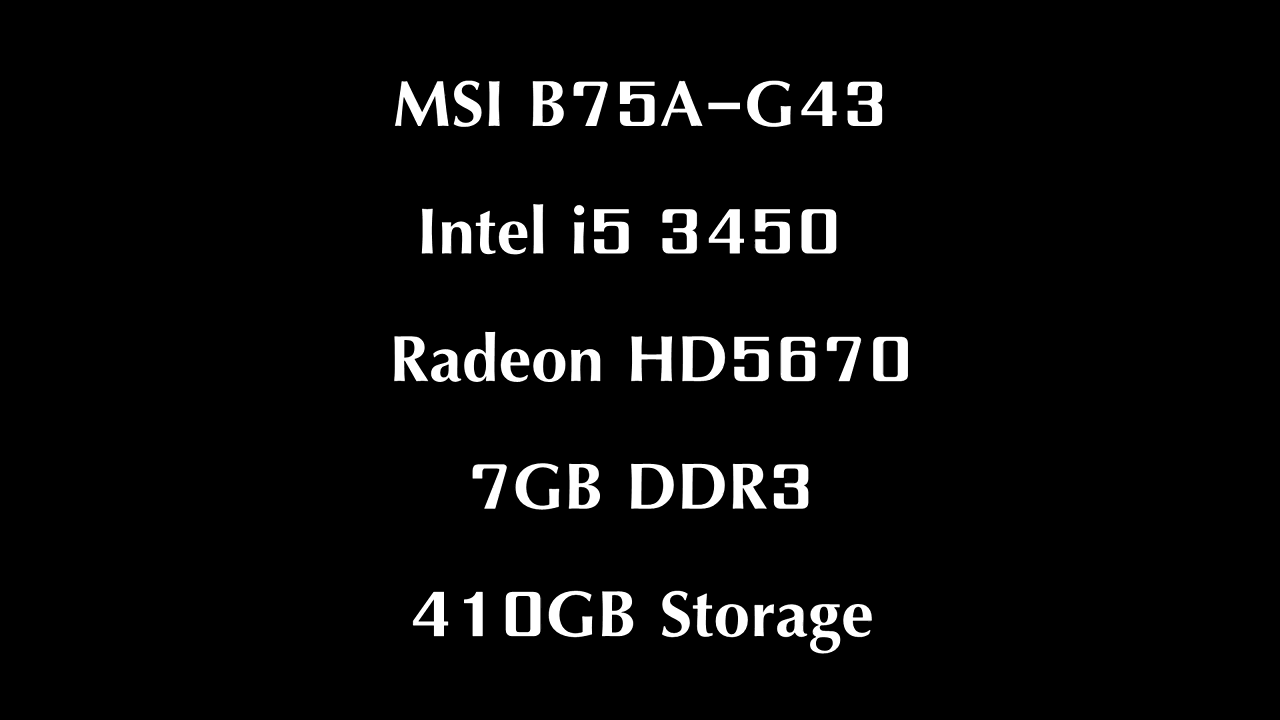 MSI B75A-G43
Intel i5 3450
Radeon HD5670
7GB DDR3
410GB Storage